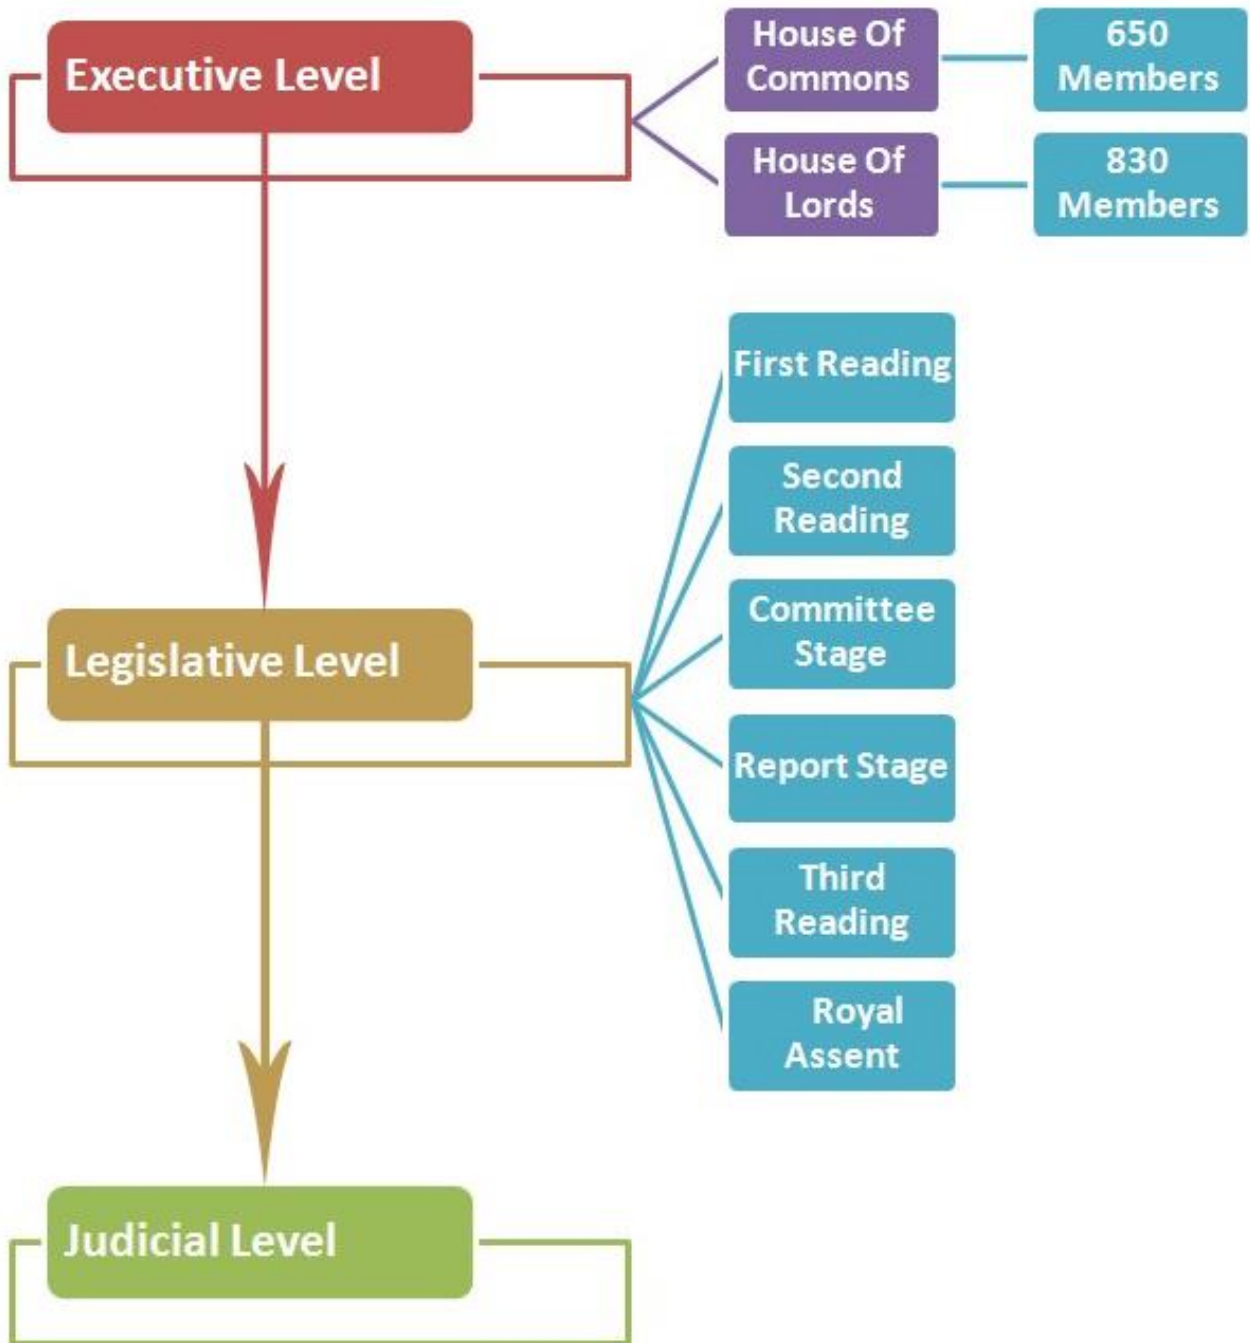 Executive Level
House Of
Commons
650
Members
House Of
Lords
830
Members
First Reading
Second
Reading
Committee
Stage
Legislative Level
Report Stage
Third
Reading
Royal
Assent
Judicial Level